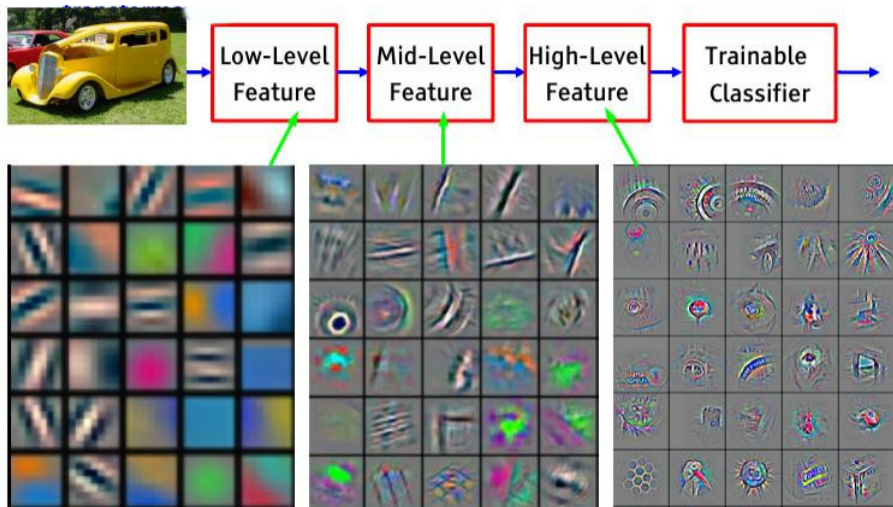 Low-Level
Feature
Mid-Level
Feature
High-Level
Feature
Trainable
Classifier